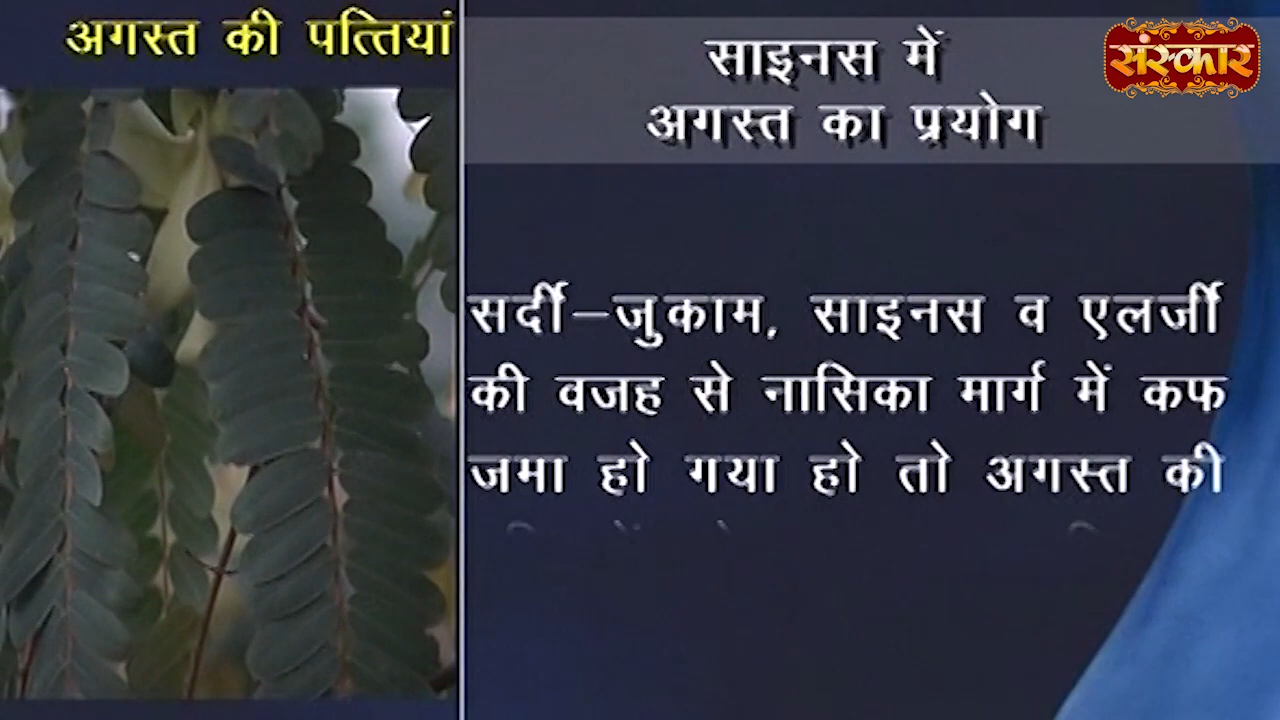 अगस्त की पत्तियां
साइनस में
अगस्त का प्रयोग
संस्कार
सर्दी–जुकाम, साइनस व एलर्जी
की वजह से नासिका मार्ग में कफ
जमा हो गया हो तो अगस्त की